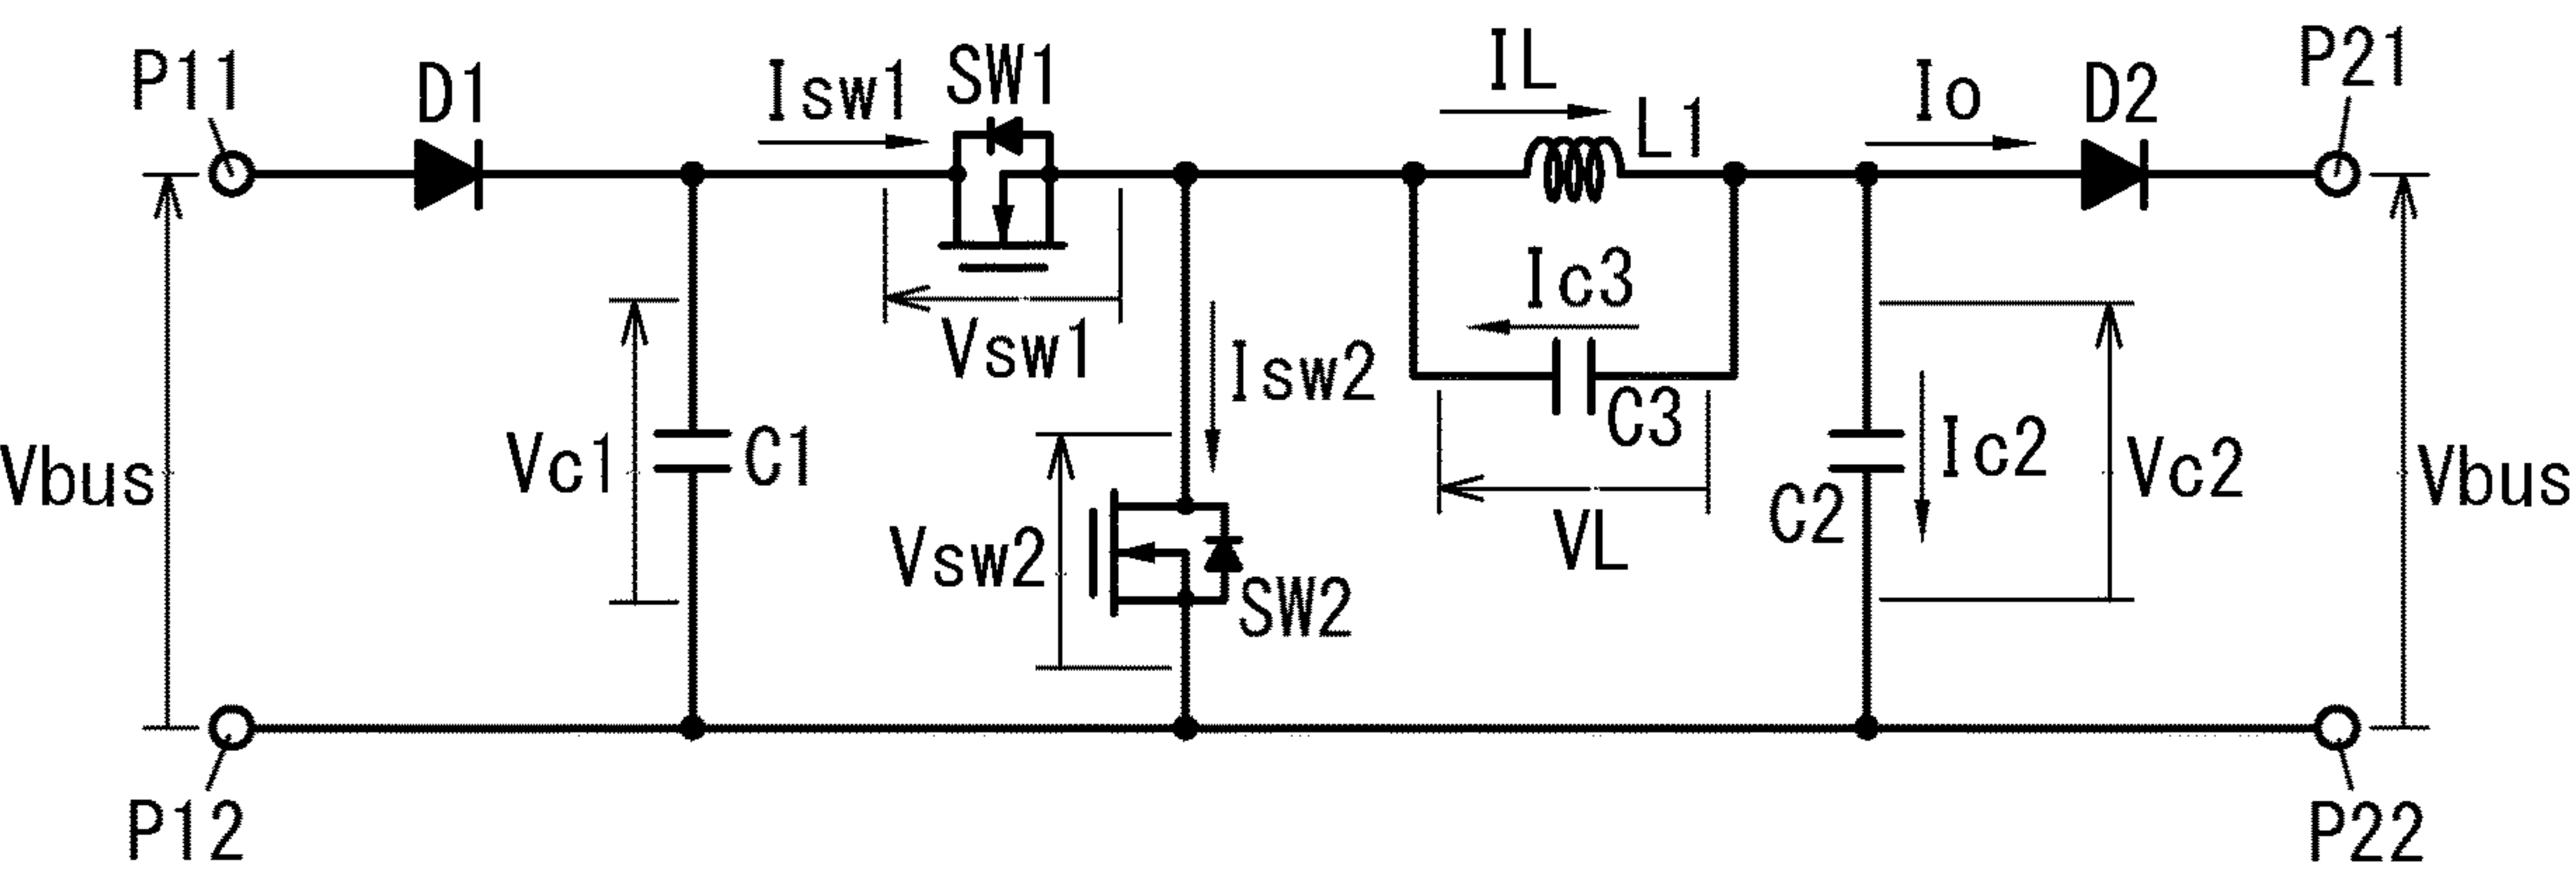 P11
D1
Isw1
SW1
IL
L1
Io
D2
P21
Vbus
Vc1
C1
Vsw1
Isw2
Vsw2
SW2
Ic3
C3
VL
C2
Ic2
Vc2
Vbus
P12
P22